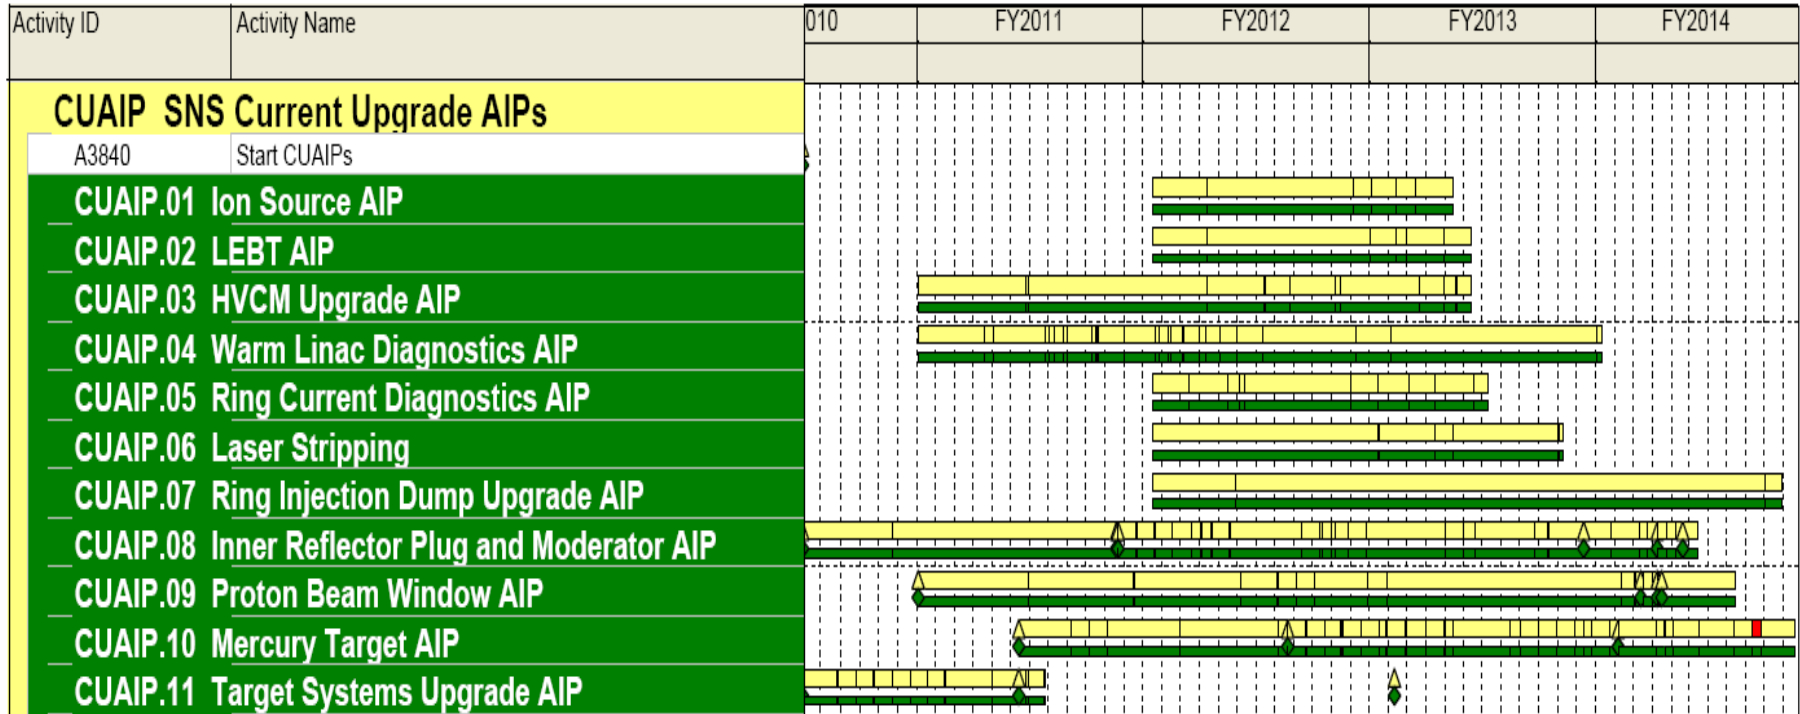 Activity ID Activity Name 010 FY2011 FY2012 FY2013 FY2014
CUAIP SNS Current Upgrade AIPs
A3840 Start CUAIPs
CUAIP.01 Ion Source AIP
CUAIP.02 LEBT AIP
CUAIP.03 HVCM Upgrade AIP
CUAIP.04 Warm Linac Diagnostics AIP
CUAIP.05 Ring Current Diagnostics AIP
CUAIP.06 Laser Stripping
CUAIP.07 Ring Injection Dump Upgrade AIP
CUAIP.08 Inner Reflector Plug and Moderator AIP
CUAIP.09 Proton Beam Window AIP
CUAIP.10 Mercury Target AIP
CUAIP.11 Target Systems Upgrade AIP